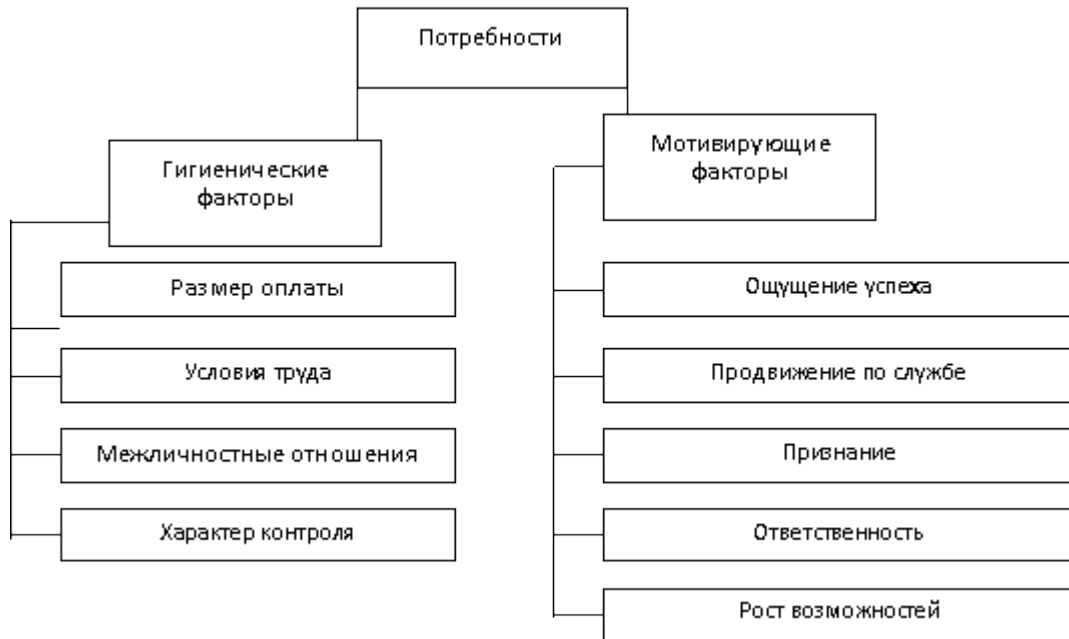 Потребности
Гигиенические
факторы
Размер оплаты
Условия труда
Межличностные отношения
Характер контроля
Мотивирующие
факторы
Ощущение успеха
Продвижение по службе
Признание
Ответственность
Рост возможностей